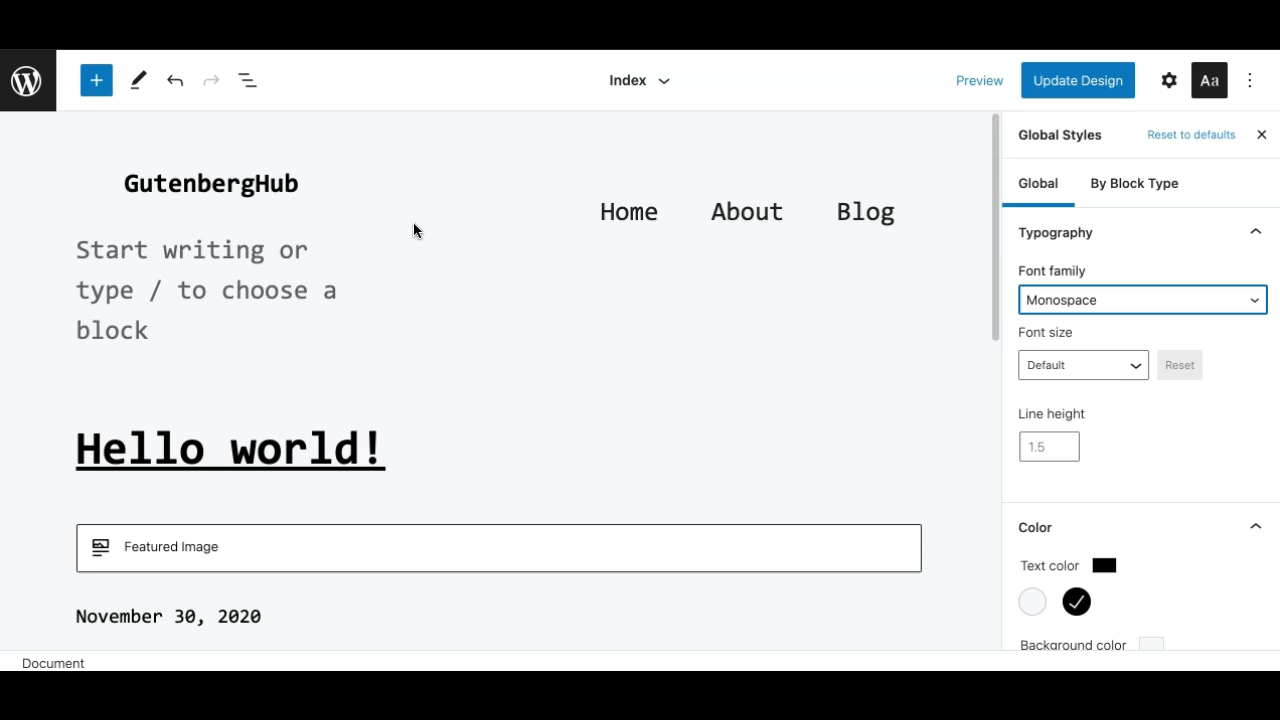 Index
Preview
Update Design
Aa
Global Styles
Reset to defaults
GutenbergHub
Home About Blog
Start writing or
type / to choose a
block
Hello world!
Featured Image
November 30, 2020
Global
By Block Type
Typography
Font family
Monospace
Font size
Default
Reset
Line height
1.5
Color
Text color
Background color
Document